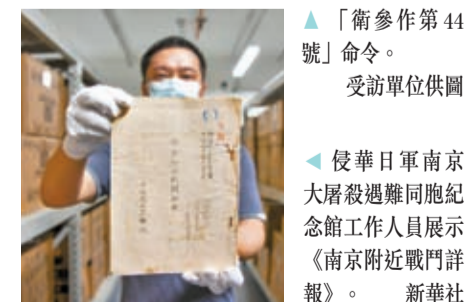 ▲「衛參作第44
號」命令。
受訪單位供圖
◀侵華日軍南京
大屠殺遇難同胞紀
念館工作人員展示
《南京附近戰鬥詳
報》。 新華社